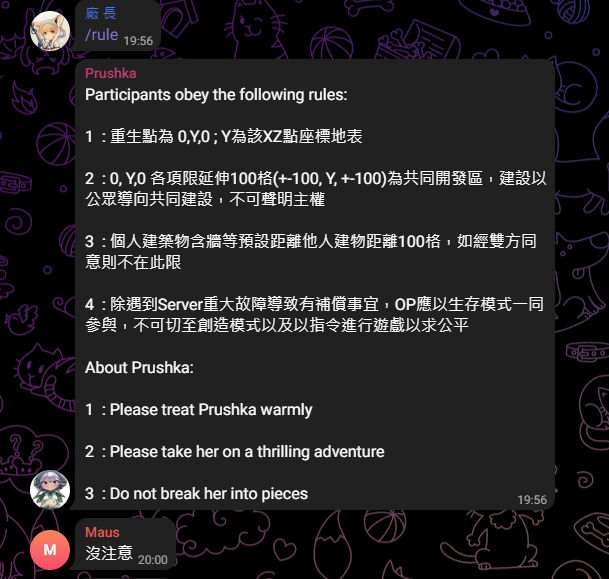 廠 長
/rule 19:56
Prushka
Participants obey the following rules:
1 : 重生點為 0,Y,0 ; Y為該XZ點座標地表
2 : 0, Y,0 各項限延伸100格(+-100, Y, +-100)為共同開發區，建設以
公眾導向共同建設，不可聲明主權
3 : 個人建築物含牆等預設距離他人建物距離100格，如經雙方同
意則不在此限
4 : 除遇到Server重大故障導致有補償事宜，OP應以生存模式一同
參與，不可切至創造模式以及以指令進行遊戲以求公平
About Prushka:
1 : Please treat Prushka warmly
2 : Please take her on a thrilling adventure
3 : Do not break her into pieces
19:56
M
Maus
沒注意 20:00